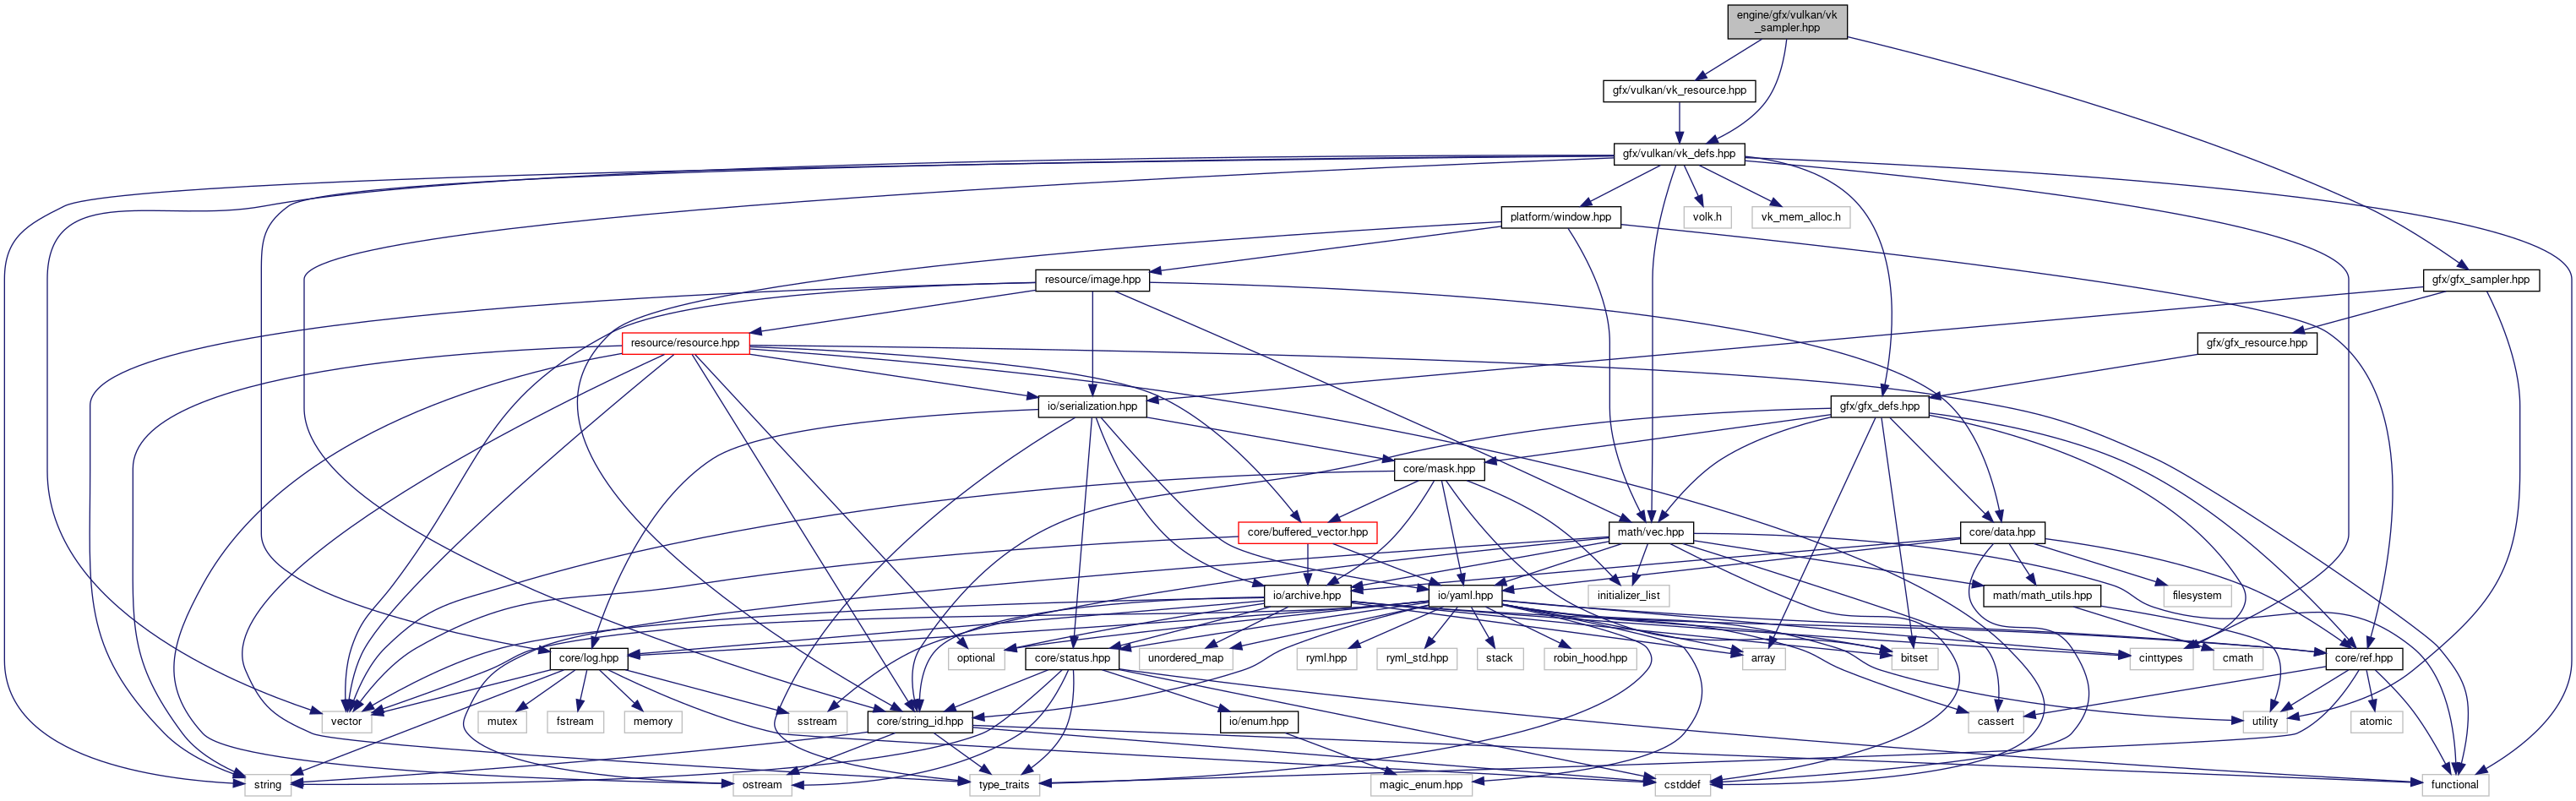 engine/gfx/vulkan/vk
_sampler.hpp
gfx/vulkan/vk_resource.hpp
gfx/vulkan/vk_defs.hpp
platform/window.hpp
volk.h
vk_mem_alloc.h
resource/image.hpp
gfx/gfx_sampler.hpp
resource/resource.hpp
gfx/gfx_resource.hpp
io/serialization.hpp
gfx/gfx_defs.hpp
core/mask.hpp
core/buffered_vector.hpp
math/vec.hpp
core/data.hpp
io/archive.hpp
io/yaml.hpp
initializer_list
math/math_utils.hpp
filesystem
core/log.hpp
optional
core/status.hpp
unordered_map
ryml.hpp
ryml_std.hpp
stack
robin_hood.hpp
array
bitset
cinttypes
cmath
core/ref.hpp
vector
mutex
fstream
memory
sstream
core/string_id.hpp
io/enum.hpp
cassert
utility
atomic
string
ostream
type_traits
magic_enum.hpp
cstddef
functional